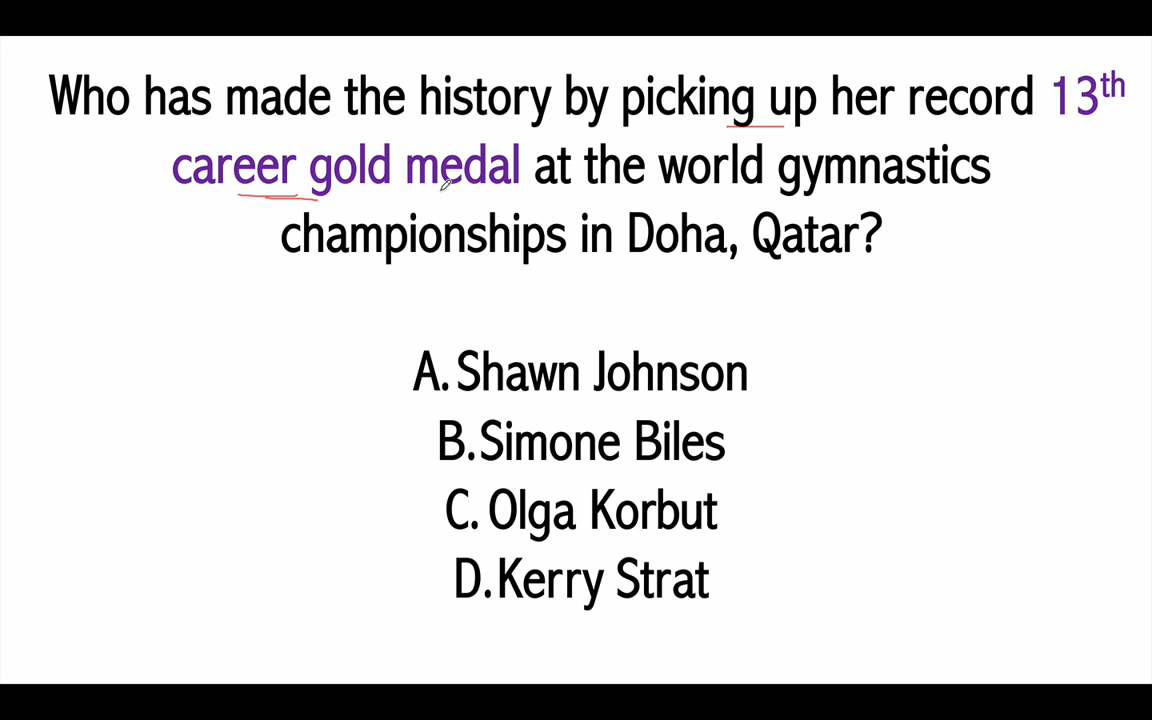 Who has made the history by picking up her record 13th
career gold medal at the world gymnastics
championships in Doha, Qatar?
A. Shawn Johnson
B. Simone Biles
C. Olga Korbut
D. Kerry Strat